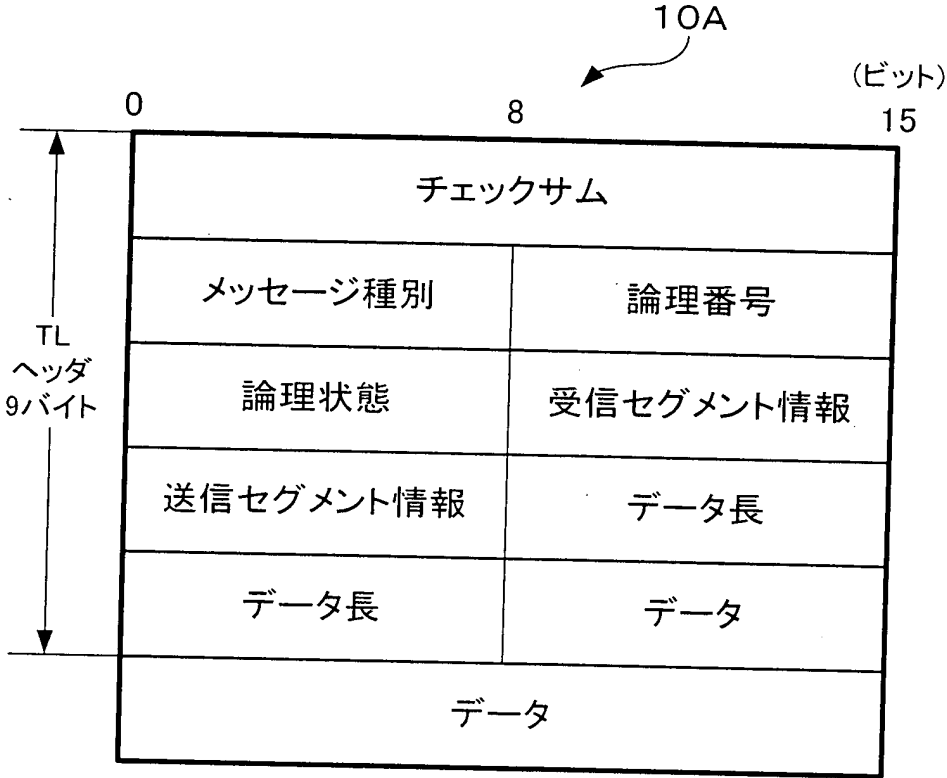 10A
(ビット)
0 8 15
チェックサム
メッセージ種別 論理番号
TL
ヘッダ
9バイト
論理状態 受信セグメント情報
送信セグメント情報 データ長
データ長 データ
データ